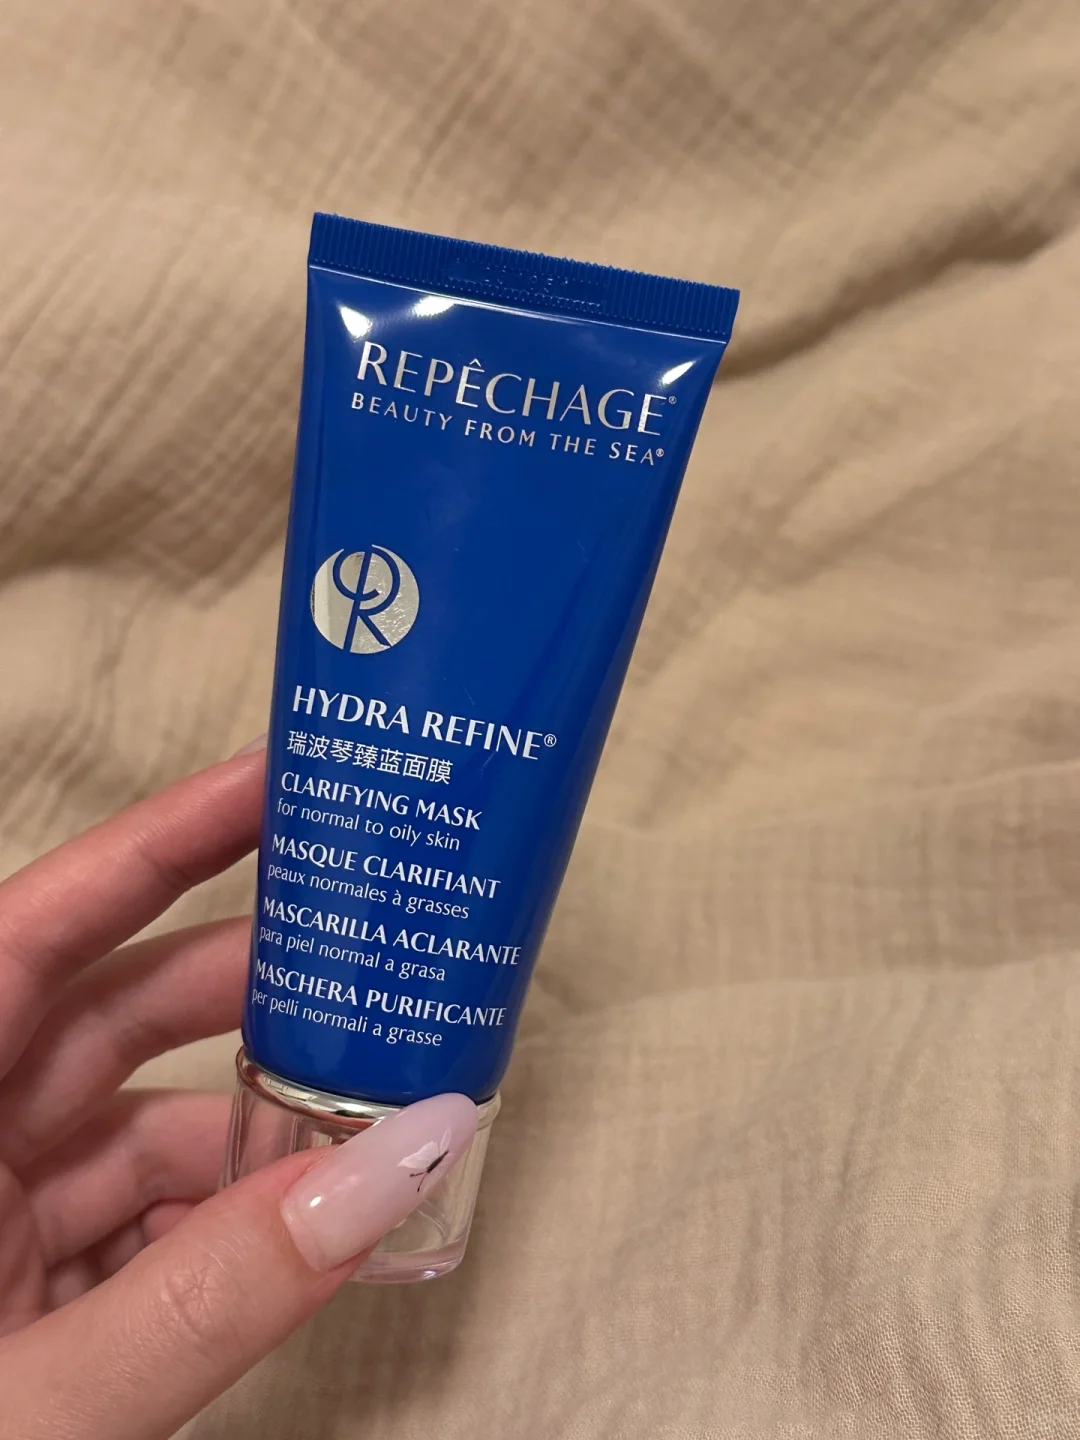 REPÊCHAGE®
BEAUTY FROM THE SEA®
HYDRA REFINE®
瑞波琴臻蓝面膜
CLARIFYING MASK
for normal to oily skin
MASQUE CLARIFIANT
peaux normales à grasses
MASCARILLA ACLARANTE
para piel normal a grasa
MASCHERA PURIFICANTE
per pelli normali a grasse